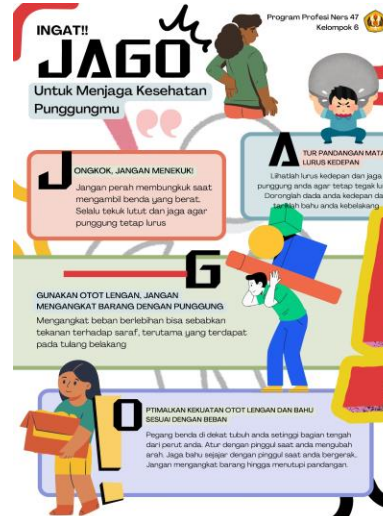 INGAT!!
JAGO
Untuk Menjaga Kesehatan
Punggungmu
Program Profesi Ners 47
Kelompok 6
JONGKOK, JANGAN MENEKUK!
Jangan perah membungkuk saat
mengambil benda yang berat.
Selalu tekuk lutut dan jaga agar
punggung tetap lurus
ATUR PANDANGAN MATA
LURUS KEDEPAN
Lihatlah lurus kedepan dan jaga
punggung anda agar tetap tegak
Doronglah dada anda kedepan
tariklah bahu anda kebelakang
G
GUNAKAN OTOT LENGAN, JANGAN
MENGANGKAT BARANG DENGAN PUNGGUNG
Mengangkat beban berlebihan bisa sebabkan
tekanan terhadap saraf, terutama yang terdapat
pada tulang belakang
OPTIMALKAN KEKUATAN OTOT LENGAN DAN BAHU
SESUAI DENGAN BEBAN
Pegang benda di dekat tubuh anda setinggi bagian tengah
dari perut anda. Atur dengan pinggul saat anda mengubah
arah. Jaga bahu sejajar dengan pinggul saat anda bergerak.
Jangan mengangkat barang hingga menutupi pandangan.